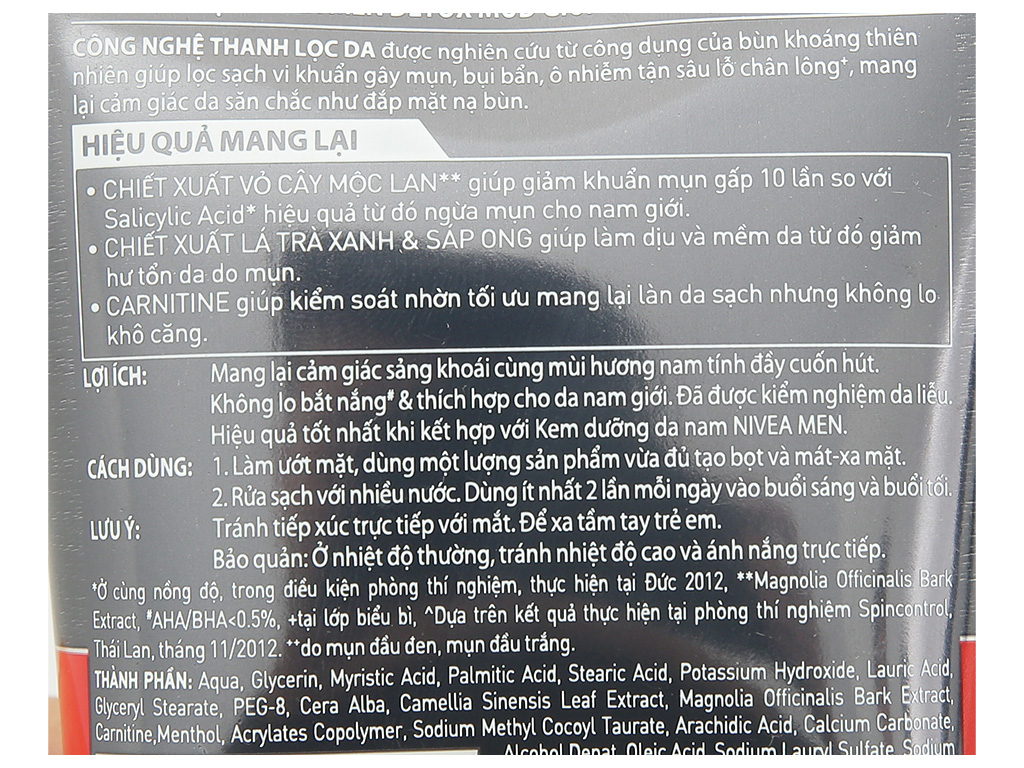 CÔNG NGHỆ THANH LỌC DA được nghiên cứu từ công dụng của bùn khoáng thiên
nhiên giúp lọc sạch vi khuẩn gây mụn, bụi bẩn, ô nhiễm tận sâu lỗ chân lông⁺, mang
lại cảm giác da săn chắc như đắp mặt nạ bùn.
HIỆU QUẢ MANG LẠI
• CHIẾT XUẤT VỎ CÂY MỘC LAN** giúp giảm khuẩn mụn gấp 10 lần so với
Salicylic Acid* hiệu quả từ đó ngừa mụn cho nam giới.
• CHIẾT XUẤT LÁ TRÀ XANH & SÁP ONG giúp làm dịu và mềm da từ đó giảm
hư tổn da do mụn.
• CARNITINE giúp kiểm soát nhờn tối ưu mang lại làn da sạch nhưng không lo
khô căng.
LỢI ÍCH: Mang lại cảm giác sảng khoái cùng mùi hương nam tính đầy cuốn hút.
Không lo bắt nắng# & thích hợp cho da nam giới. Đã được kiểm nghiệm da liễu.
Hiệu quả tốt nhất khi kết hợp với Kem dưỡng da nam NIVEA MEN.
CÁCH DÙNG: 1. Làm ướt mặt, dùng một lượng sản phẩm vừa đủ tạo bọt và mát-xa mặt.
2. Rửa sạch với nhiều nước. Dùng ít nhất 2 lần mỗi ngày vào buổi sáng và buổi tối.
LƯU Ý: Tránh tiếp xúc trực tiếp với mắt. Để xa tầm tay trẻ em.
Bảo quản: Ở nhiệt độ thường, tránh nhiệt độ cao và ánh nắng trực tiếp.
*Ở cùng nồng độ, trong điều kiện phòng thí nghiệm, thực hiện tại Đức 2012, **Magnolia Officinalis Bark
Extract, #AHA/BHA<0.5%, +tại lớp biểu bì, ^Dựa trên kết quả thực hiện tại phòng thí nghiệm Spincontrol,
Thái Lan, tháng 11/2012. ⁺⁺do mụn đầu đen, mụn đầu trắng.
THÀNH PHẦN: Aqua, Glycerin, Myristic Acid, Palmitic Acid, Stearic Acid, Potassium Hydroxide, Lauric Acid,
Glyceryl Stearate, PEG-8, Cera Alba, Camellia Sinensis Leaf Extract, Magnolia Officinalis Bark Extract,
Carnitine,Menthol, Acrylates Copolymer, Sodium Methyl Cocoyl Taurate, Arachidic Acid, Calcium Carbonate,
Alcohol Denat, Oleic Acid, Sodium Lauryl Sulfate, Sodium